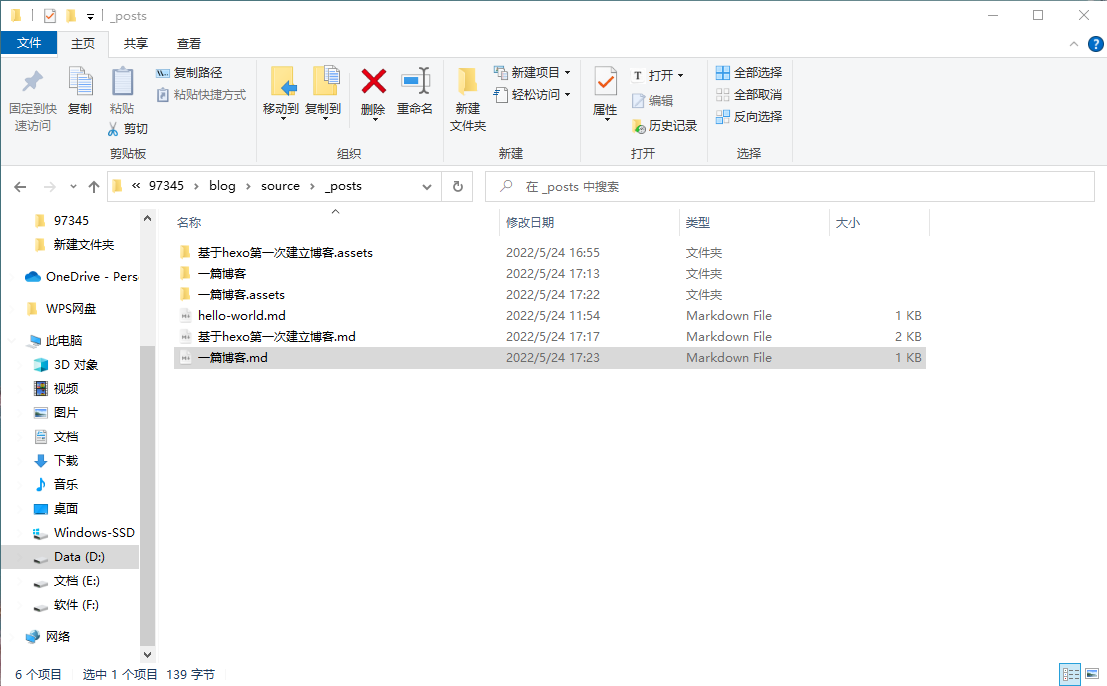 _posts
文件 主页 共享 查看
固定到快速访问
复制
粘贴
复制路径
粘贴快捷方式
剪切
剪贴板
移动到
复制到
删除
重命名
组织
新建
文件夹
新建项目
轻松访问
新建
属性
打开
编辑
历史记录
打开
全部选择
全部取消
反向选择
选择
« 97345 › blog › source › _posts
在 _posts 中搜索
97345
新建文件夹
OneDrive - Pers
WPS网盘
此电脑
3D 对象
视频
图片
文档
下载
音乐
桌面
Windows-SSD
Data (D:)
文档 (E:)
软件 (F:)
网络
名称 修改日期 类型 大小
基于hexo第一次建立博客.assets 2022/5/24 16:55 文件夹
一篇博客 2022/5/24 17:13 文件夹
一篇博客.assets 2022/5/24 17:22 文件夹
hello-world.md 2022/5/24 11:54 Markdown File 1 KB
基于hexo第一次建立博客.md 2022/5/24 17:17 Markdown File 2 KB
一篇博客.md 2022/5/24 17:23 Markdown File 1 KB
6 个项目 选中 1 个项目 139 字节